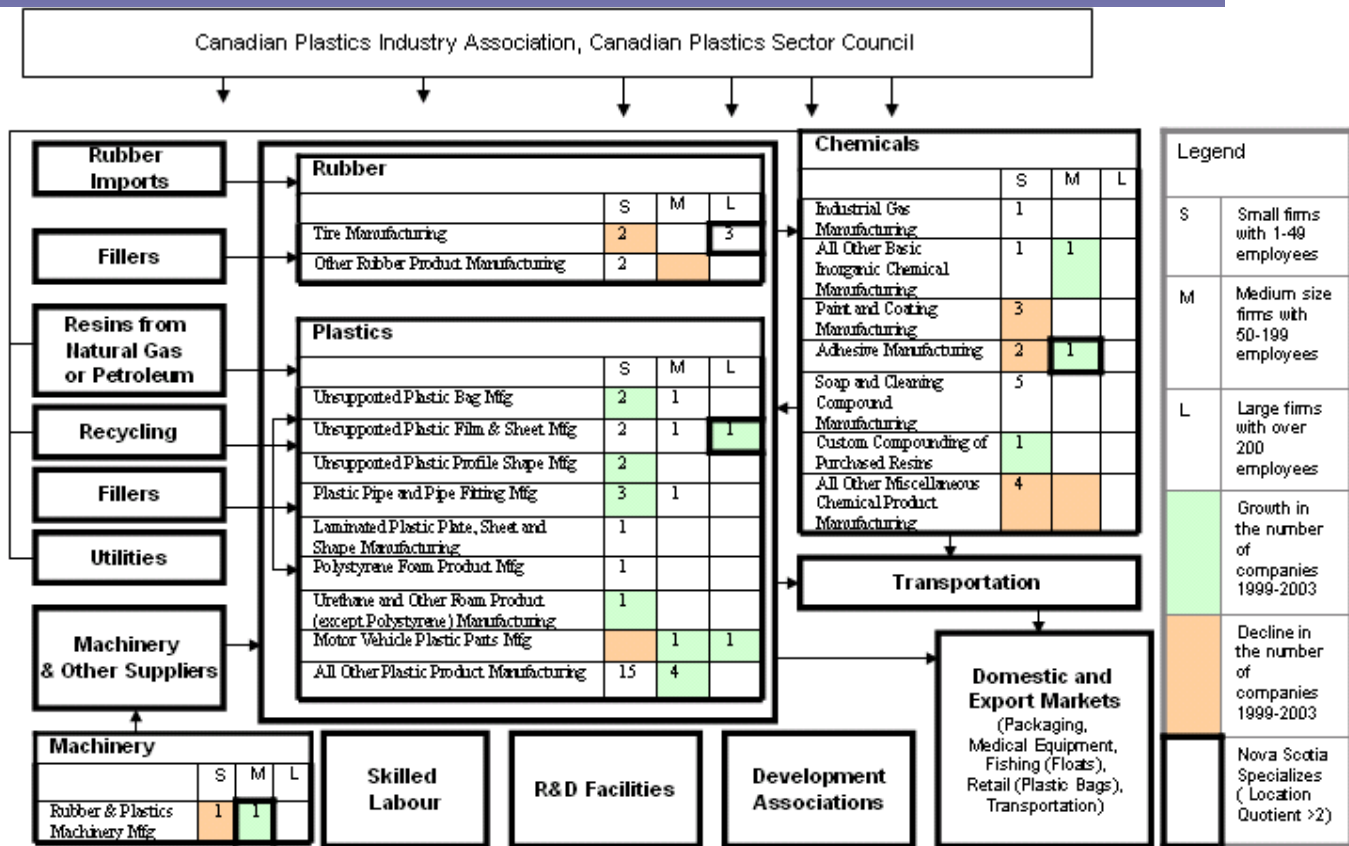 Canadian Plastics Industry Association, Canadian Plastics Sector Council
Rubber
Imports
Fillers
Resins from
Natural Gas
or Petroleum
Recycling
Fillers
Utilities
Machinery
& Other Suppliers
Machinery
S M L
Rubber & Plastics
Machinery Mfg
1 1
Rubber
S M L
Tire Manufacturing 2 3
Other Rubber Product Manufacturing 2
Plastics
S M L
Unsupported Plastic Bag Mfg 2 1
Unsupported Plastic Film & Sheet Mfg 2 1 1
Unsupported Plastic Profile Shape Mfg 2
Plastic Pipe and Pipe Fitting Mfg 3 1
Laminated Plastic Plate, Sheet and 1
Shape Manufacturing
Polystyrene Foam Product Mfg 1
Urethane and Other Foam Product 1
(except Polystyrene) Manufacturing
Motor Vehicle Plastic Parts Mfg 1 1
All Other Plastic Product Manufacturing 15 4
Skilled
Labour
R&D Facilities
Development
Associations
Chemicals
S M L
Industrial Gas 1
Manufacturing
All Other Basic 1 1
Inorganic Chemical
Manufacturing
Paint and Coating 3
Manufacturing
Adhesive Manufacturing 2 1
Soap and Cleaning 5
Compound
Manufacturing
Custom Compounding of 1
Purchased Resins
All Other Miscellaneous 4
Chemical Product
Manufacturing
Transportation
Domestic and
Export Markets
(Packaging,
Medical Equipment,
Fishing (Floats),
Retail (Plastic Bags),
Transportation)
Legend
S Small firms
with 1-49
employees
M Medium size
firms with
50-199
employees
L Large firms
with over
200
employees
Growth in
the number
of
companies
1999-2003
Decline in
the number
of
companies
1999-2003
Nova Scotia
Specializes
( Location
Quotient >2)